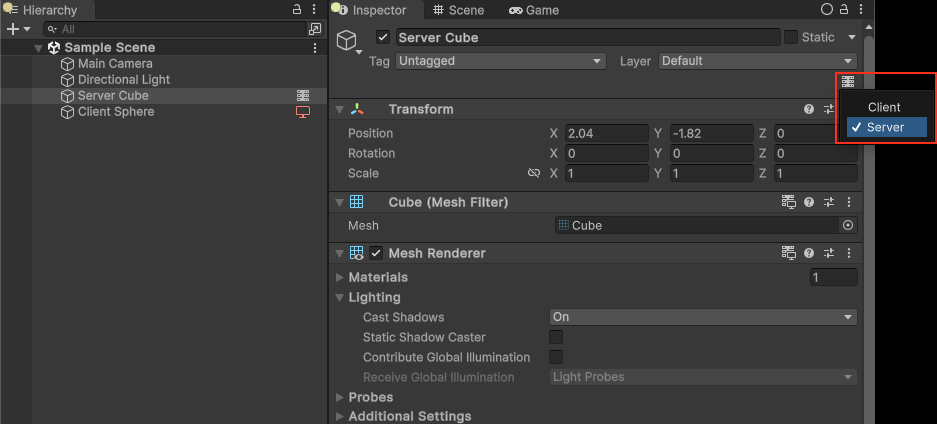 Hierarchy
All
Sample Scene
Main Camera
Directional Light
Server Cube
Client Sphere
Inspector
Scene
Game
Server Cube
Static
Tag Untagged Layer Default
Client
Server
Transform
Position X 2.04 Y -1.82 Z 0
Rotation X 0 Y 0 Z 0
Scale X 1 Y 1 Z 1
Cube (Mesh Filter)
Mesh Cube
Mesh Renderer
Materials 1
Lighting
Cast Shadows On
Static Shadow Caster
Contribute Global Illumination
Receive Global Illumination Light Probes
Probes
Additional Settings